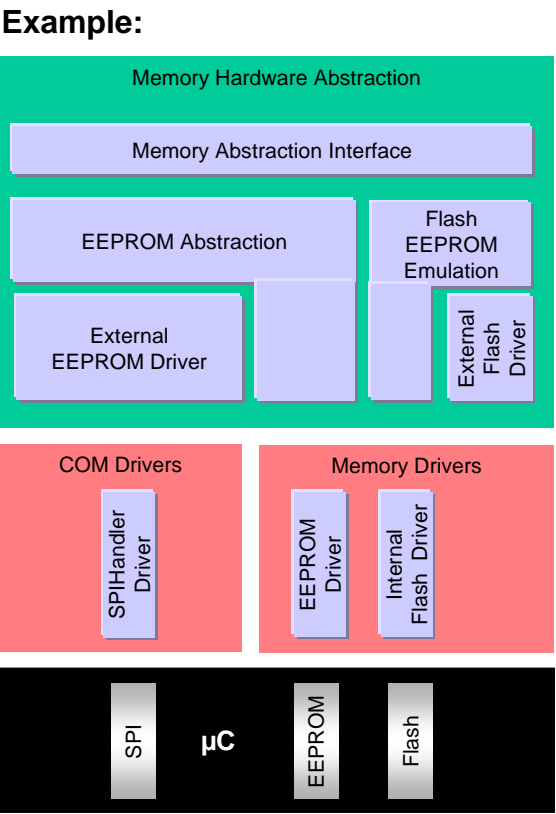 Example:
Memory Hardware Abstraction
Memory Abstraction Interface
EEPROM Abstraction
Flash
EEPROM
Emulation
External
EEPROM Driver
External
Flash
Driver
COM Drivers
Memory Drivers
SPIHandler
Driver
EEPROM
Driver
Internal
Flash Driver
SPI
µC
EEPROM
Flash